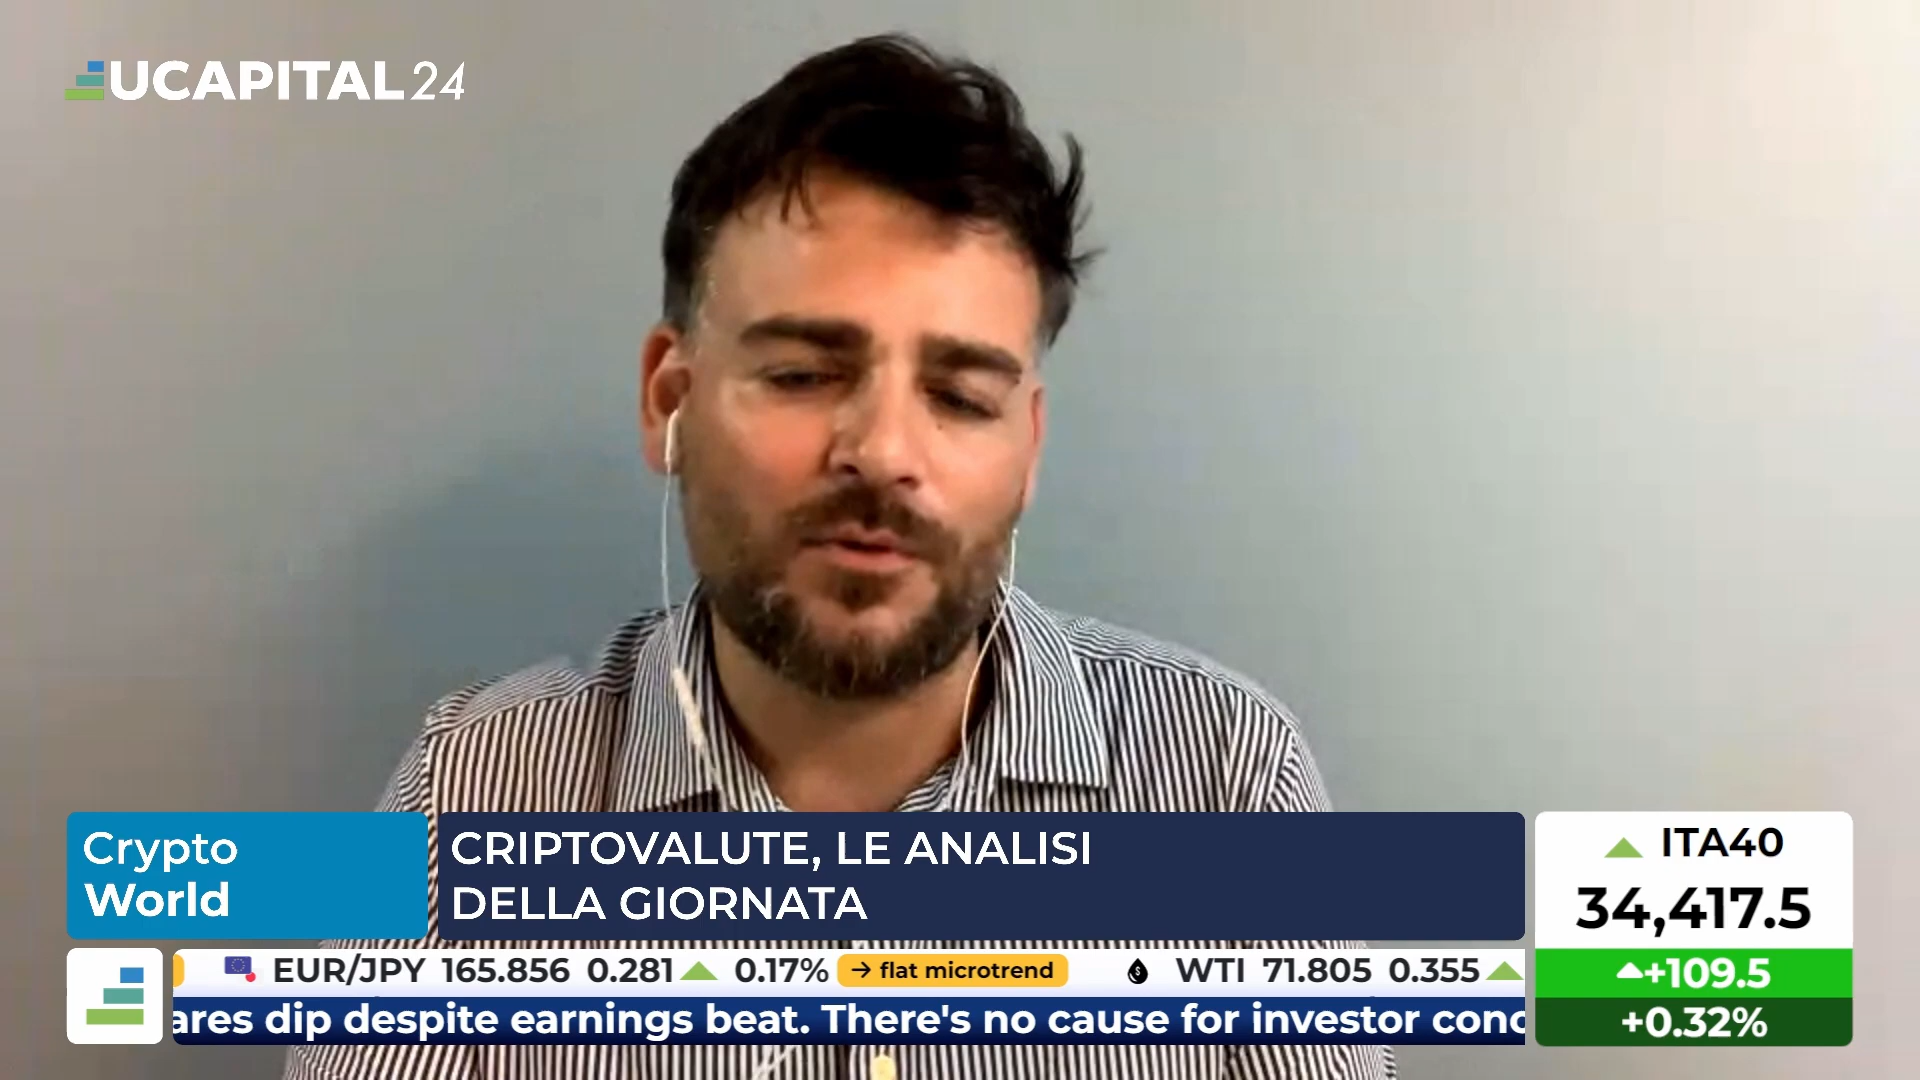 UCAPITAL24
Crypto
World
CRIPTOVALUTE, LE ANALISI
DELLA GIORNATA
ITA40
34,417.5
+109.5
+0.32%
EUR/JPY 165.856 0.281 0.17% → flat microtrend WTI 71.805 0.355
ares dip despite earnings beat. There's no cause for investor conc